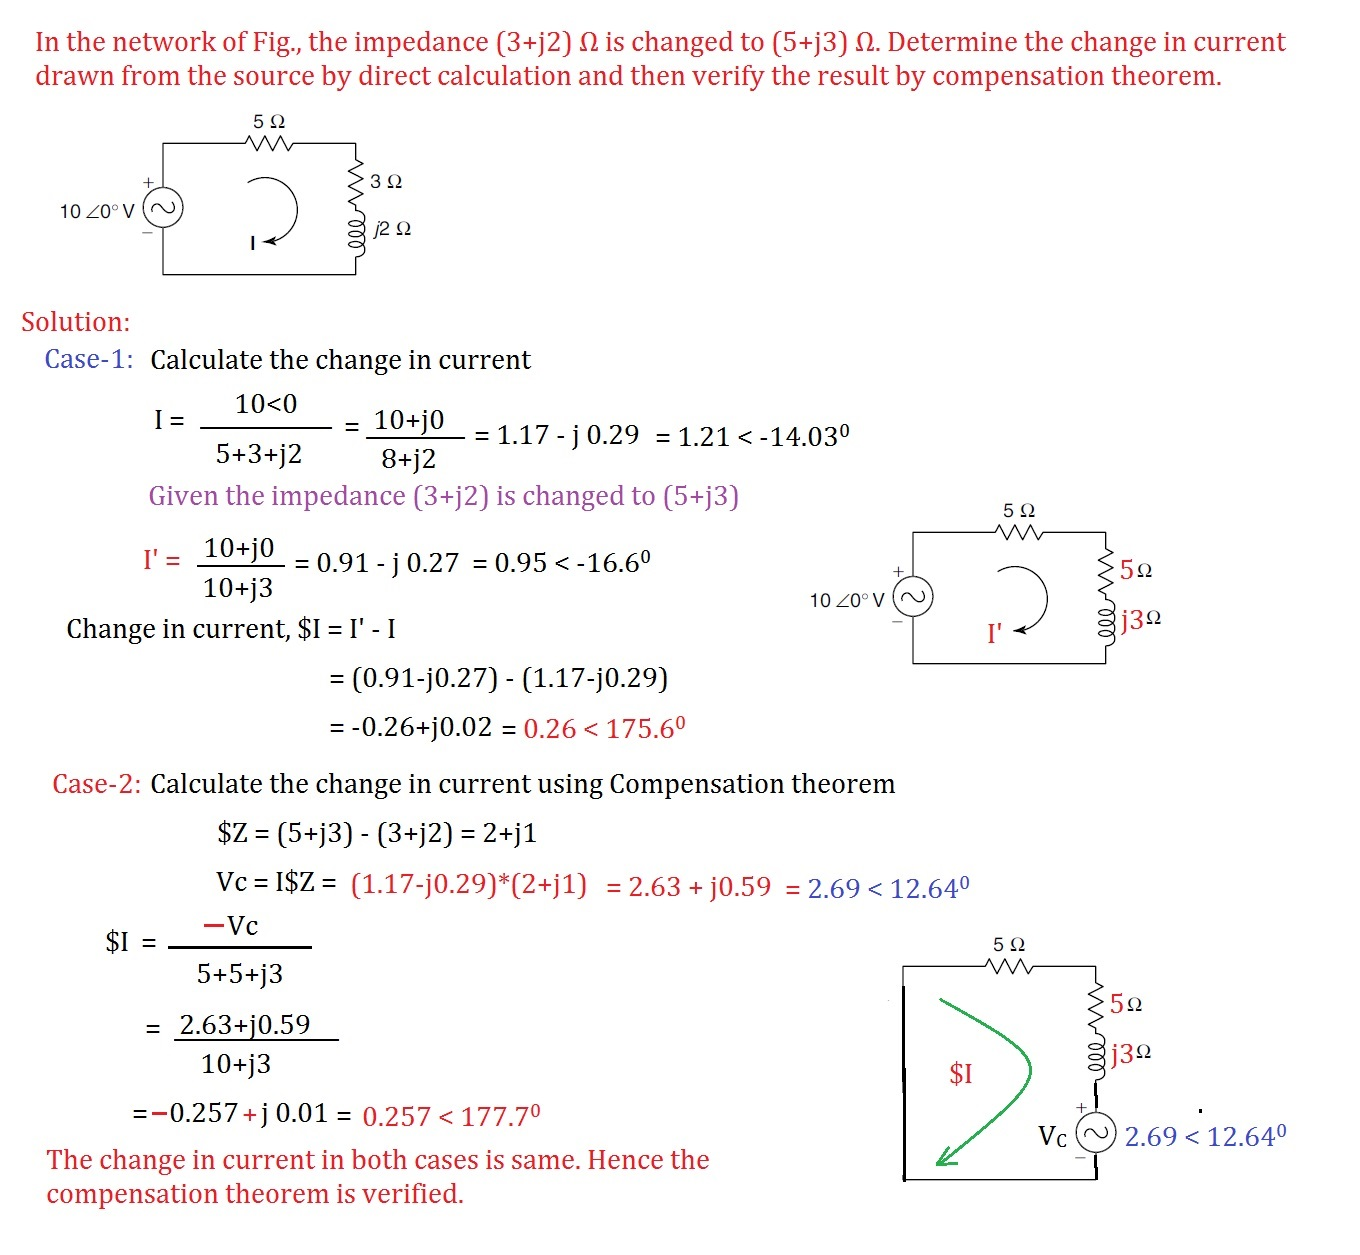 In the network of Fig., the impedance (3+j2) Ω is changed to (5+j3) Ω. Determine the change in current
drawn from the source by direct calculation and then verify the result by compensation theorem.
5 Ω
+
3 Ω
10 ∠0° V
j2 Ω
−
I
Solution:
Case-1: Calculate the change in current
I = 10<0 / 5+3+j2 = 10+j0 / 8+j2 = 1.17 - j 0.29 = 1.21 < -14.03⁰
Given the impedance (3+j2) is changed to (5+j3)
I' = 10+j0 / 10+j3 = 0.91 - j 0.27 = 0.95 < -16.6⁰
5 Ω
+
5Ω
10 ∠0° V
j3Ω
−
I'
Change in current, $I = I' - I
= (0.91-j0.27) - (1.17-j0.29)
= -0.26+j0.02 = 0.26 < 175.6⁰
Case-2: Calculate the change in current using Compensation theorem
$Z = (5+j3) - (3+j2) = 2+j1
Vc = I$Z = (1.17-j0.29)*(2+j1) = 2.63 + j0.59 = 2.69 < 12.64⁰
$I = −Vc / 5+5+j3
= 2.63+j0.59 / 10+j3
=−0.257+j 0.01 = 0.257 < 177.7⁰
5 Ω
5Ω
j3Ω
$I
+
Vc
2.69 < 12.64⁰
−
The change in current in both cases is same. Hence the
compensation theorem is verified.